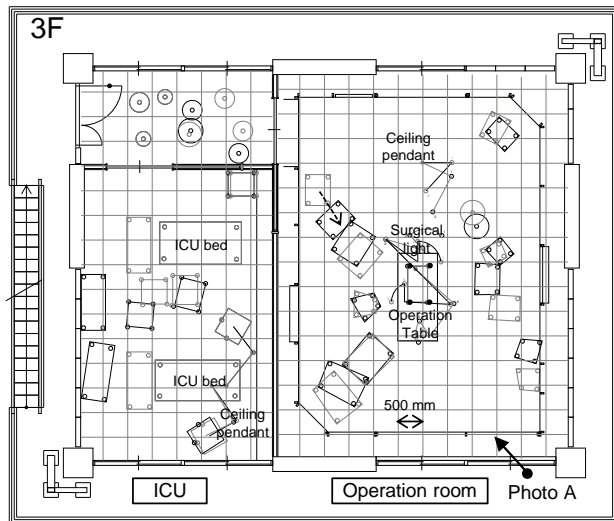 3F
Ceiling
pendant
Surgical
light
ICU bed
Operation
Table
ICU bed
Ceiling
pendant
500 mm
ICU
Operation room
Photo A